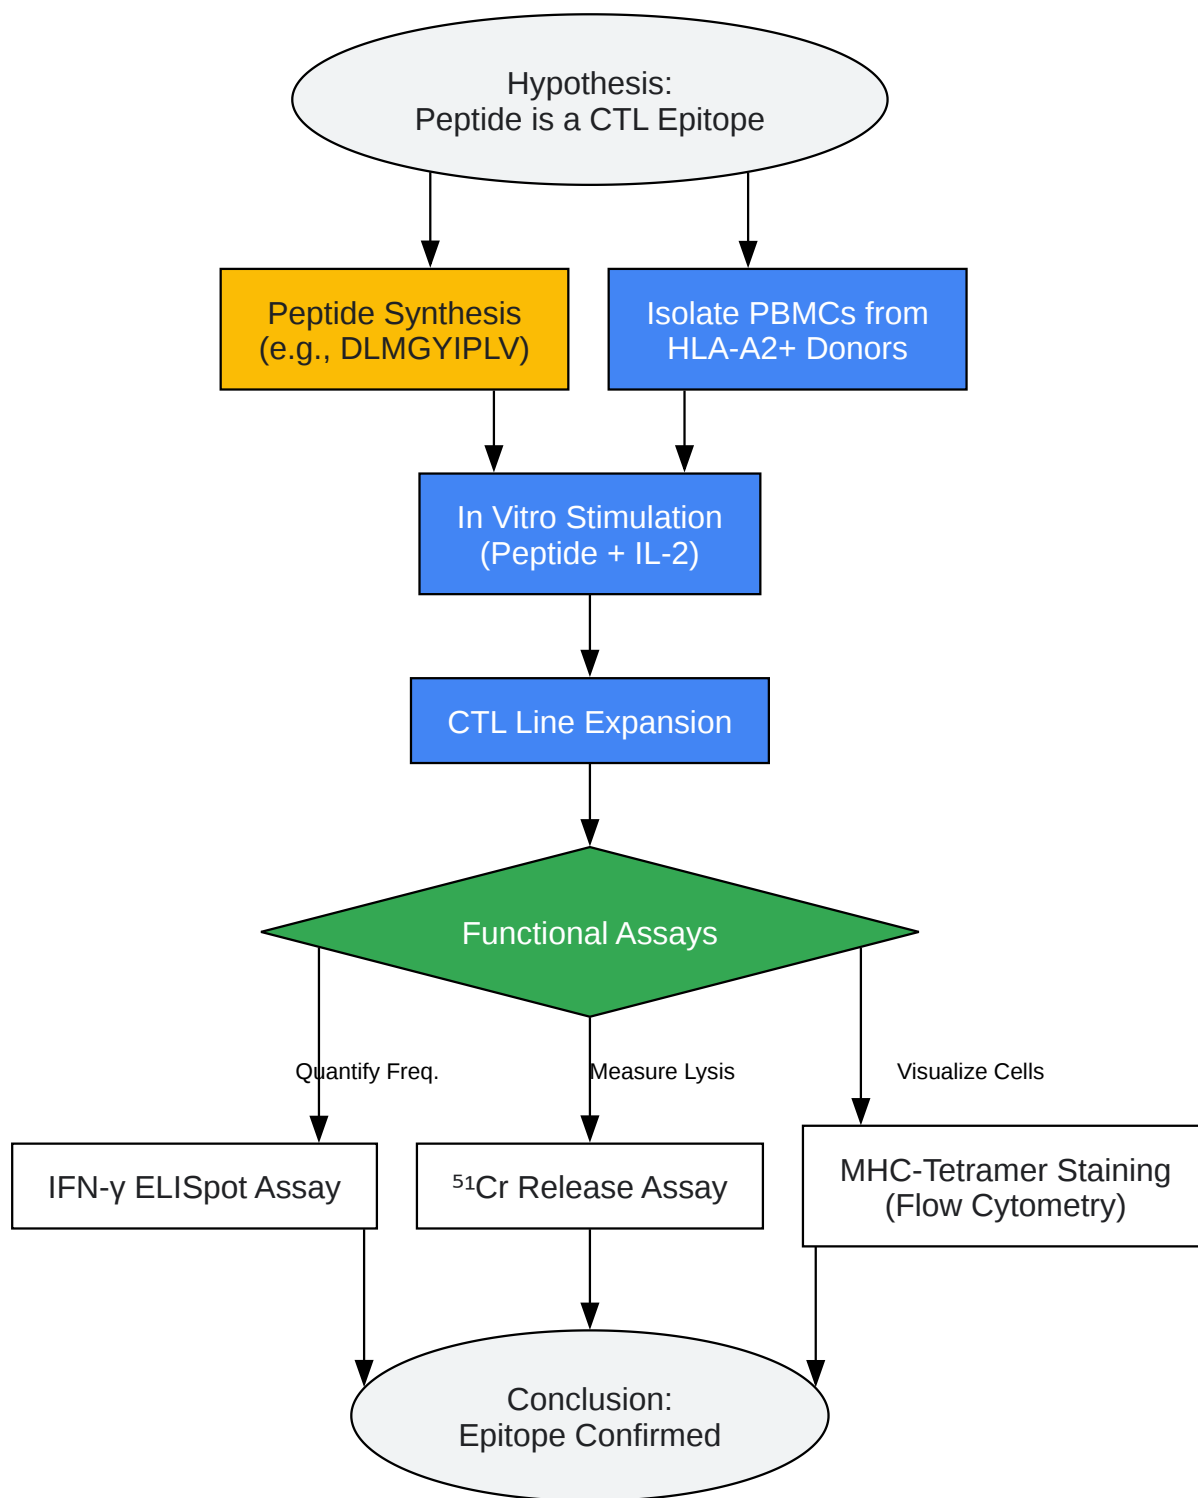 Hypothesis:
Peptide is a CTL Epitope
Peptide Synthesis
(e.g., DLMGYIPLV)
Isolate PBMCs from
HLA-A2+ Donors
In Vitro Stimulation
(Peptide + IL-2)
CTL Line Expansion
Functional Assays
Quantify Freq.
Measure Lysis
Visualize Cells
IFN-γ ELISpot Assay
⁵¹Cr Release Assay
MHC-Tetramer Staining
(Flow Cytometry)
Conclusion:
Epitope Confirmed